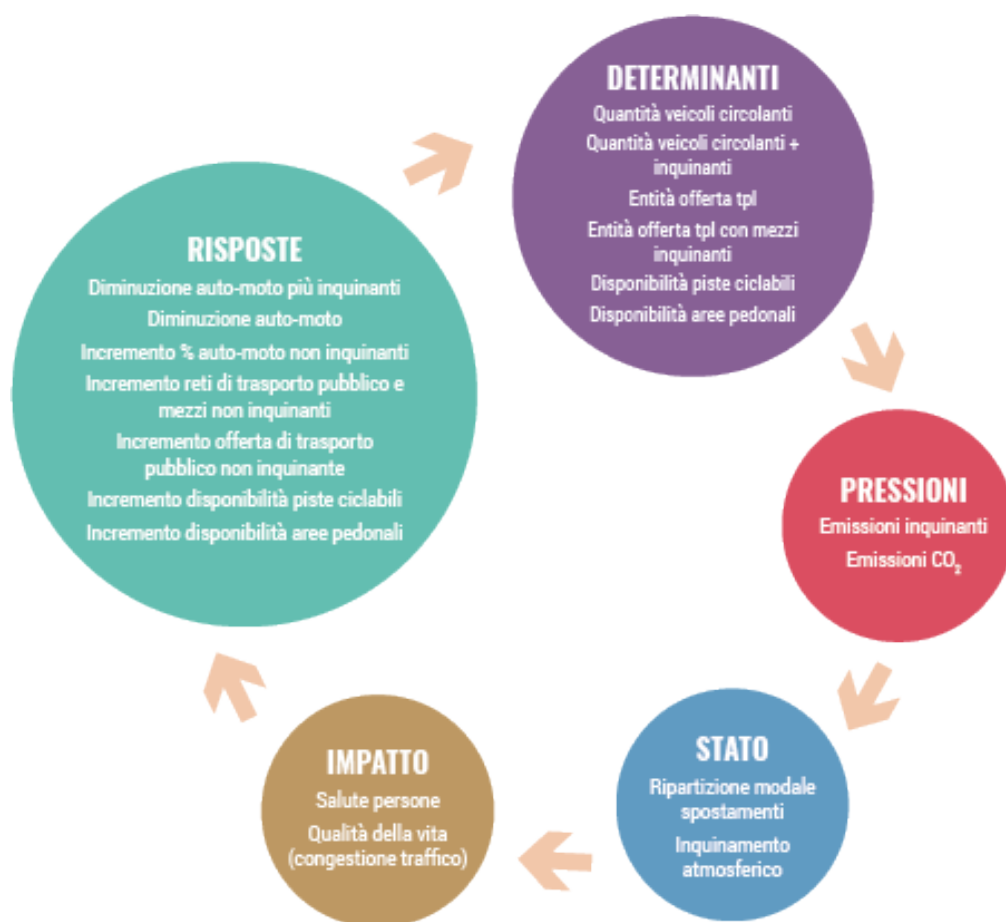 DETERMINANTI
Quantità veicoli circolanti
Quantità veicoli circolanti +
inquinanti
Entità offerta tpl
Entità offerta tpl con mezzi
inquinanti
Disponibilità piste ciclabili
Disponibilità aree pedonali
PRESSIONI
Emissioni inquinanti
Emissioni CO₂
STATO
Ripartizione modale
spostamenti
Inquinamento
atmosferico
IMPATTO
Salute persone
Qualità della vita
(congestione traffico)
RISPOSTE
Diminuzione auto-moto più inquinanti
Diminuzione auto-moto
Incremento % auto-moto non inquinanti
Incremento reti di trasporto pubblico e
mezzi non inquinanti
Incremento offerta di trasporto
pubblico non inquinante
Incremento disponibilità piste ciclabili
Incremento disponibilità aree pedonali